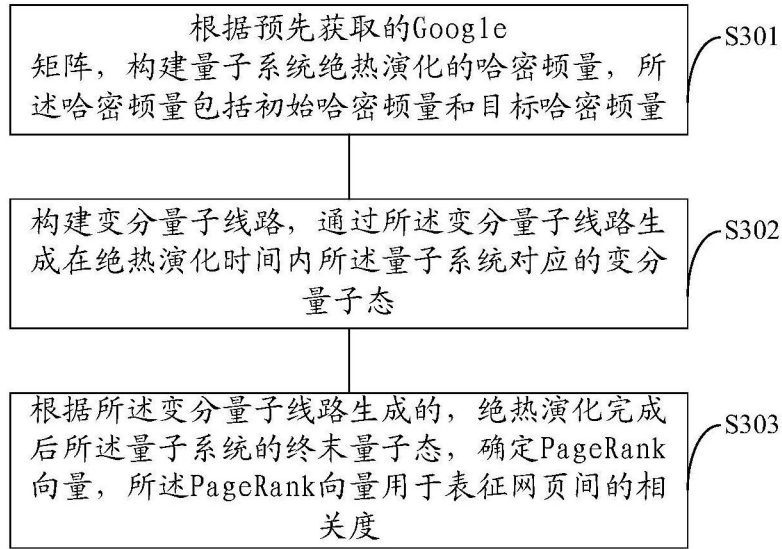 根据预先获取的Google
矩阵，构建量子系统绝热演化的哈密顿量，所
述哈密顿量包括初始哈密顿量和目标哈密顿量
S301
构建变分量子线路，通过所述变分量子线路生
成在绝热演化时间内所述量子系统对应的变分
量子态
S302
根据所述变分量子线路生成的，绝热演化完成
后所述量子系统的终末量子态，确定PageRank
向量，所述PageRank向量用于表征网页间的相
关度
S303